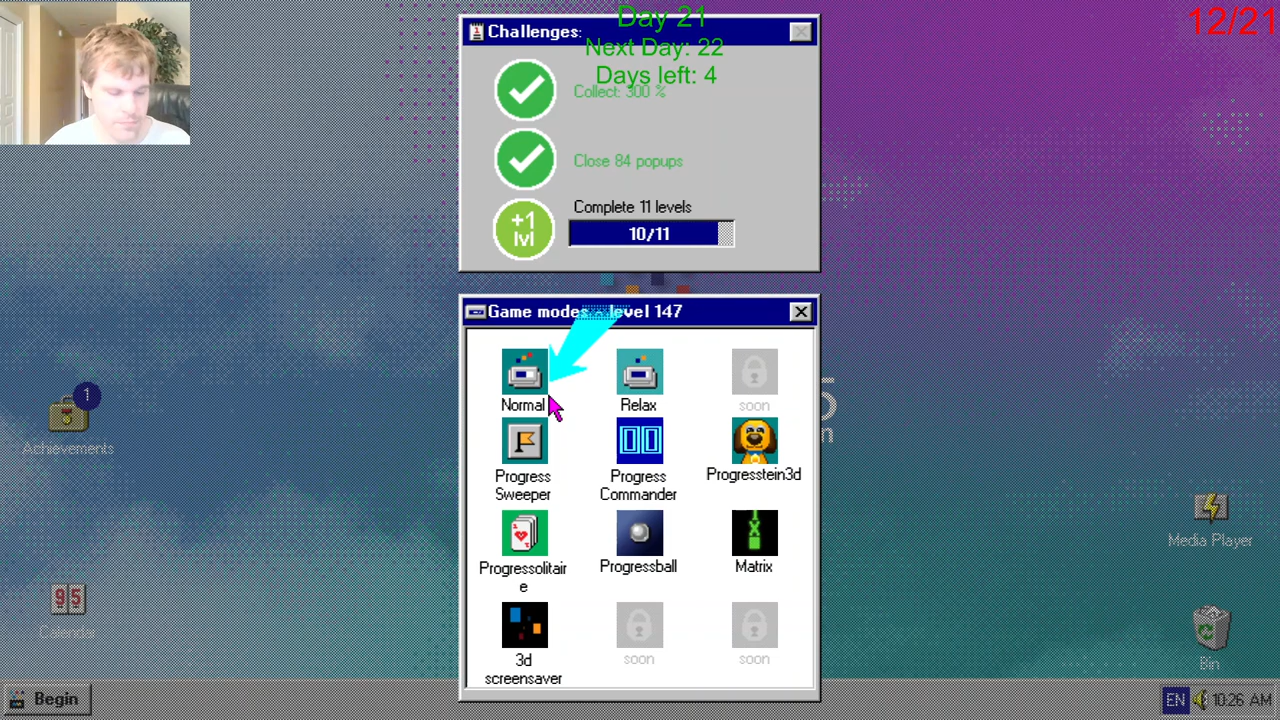 Day 21
12/21
Challenges:
Next Day: 22
Days left: 4
Collect: 300 %
Close 84 popups
Complete 11 levels
+1
lvl
10/11
Game modes - level 147
Normal
Relax
soon
1
Progress
Sweeper
Progress
Commander
Progresstein3d
Media Player
Progressolitair
e
Progressball
Matrix
95
3d
screensaver
soon
soon
Bin
Begin
EN
10:26 AM